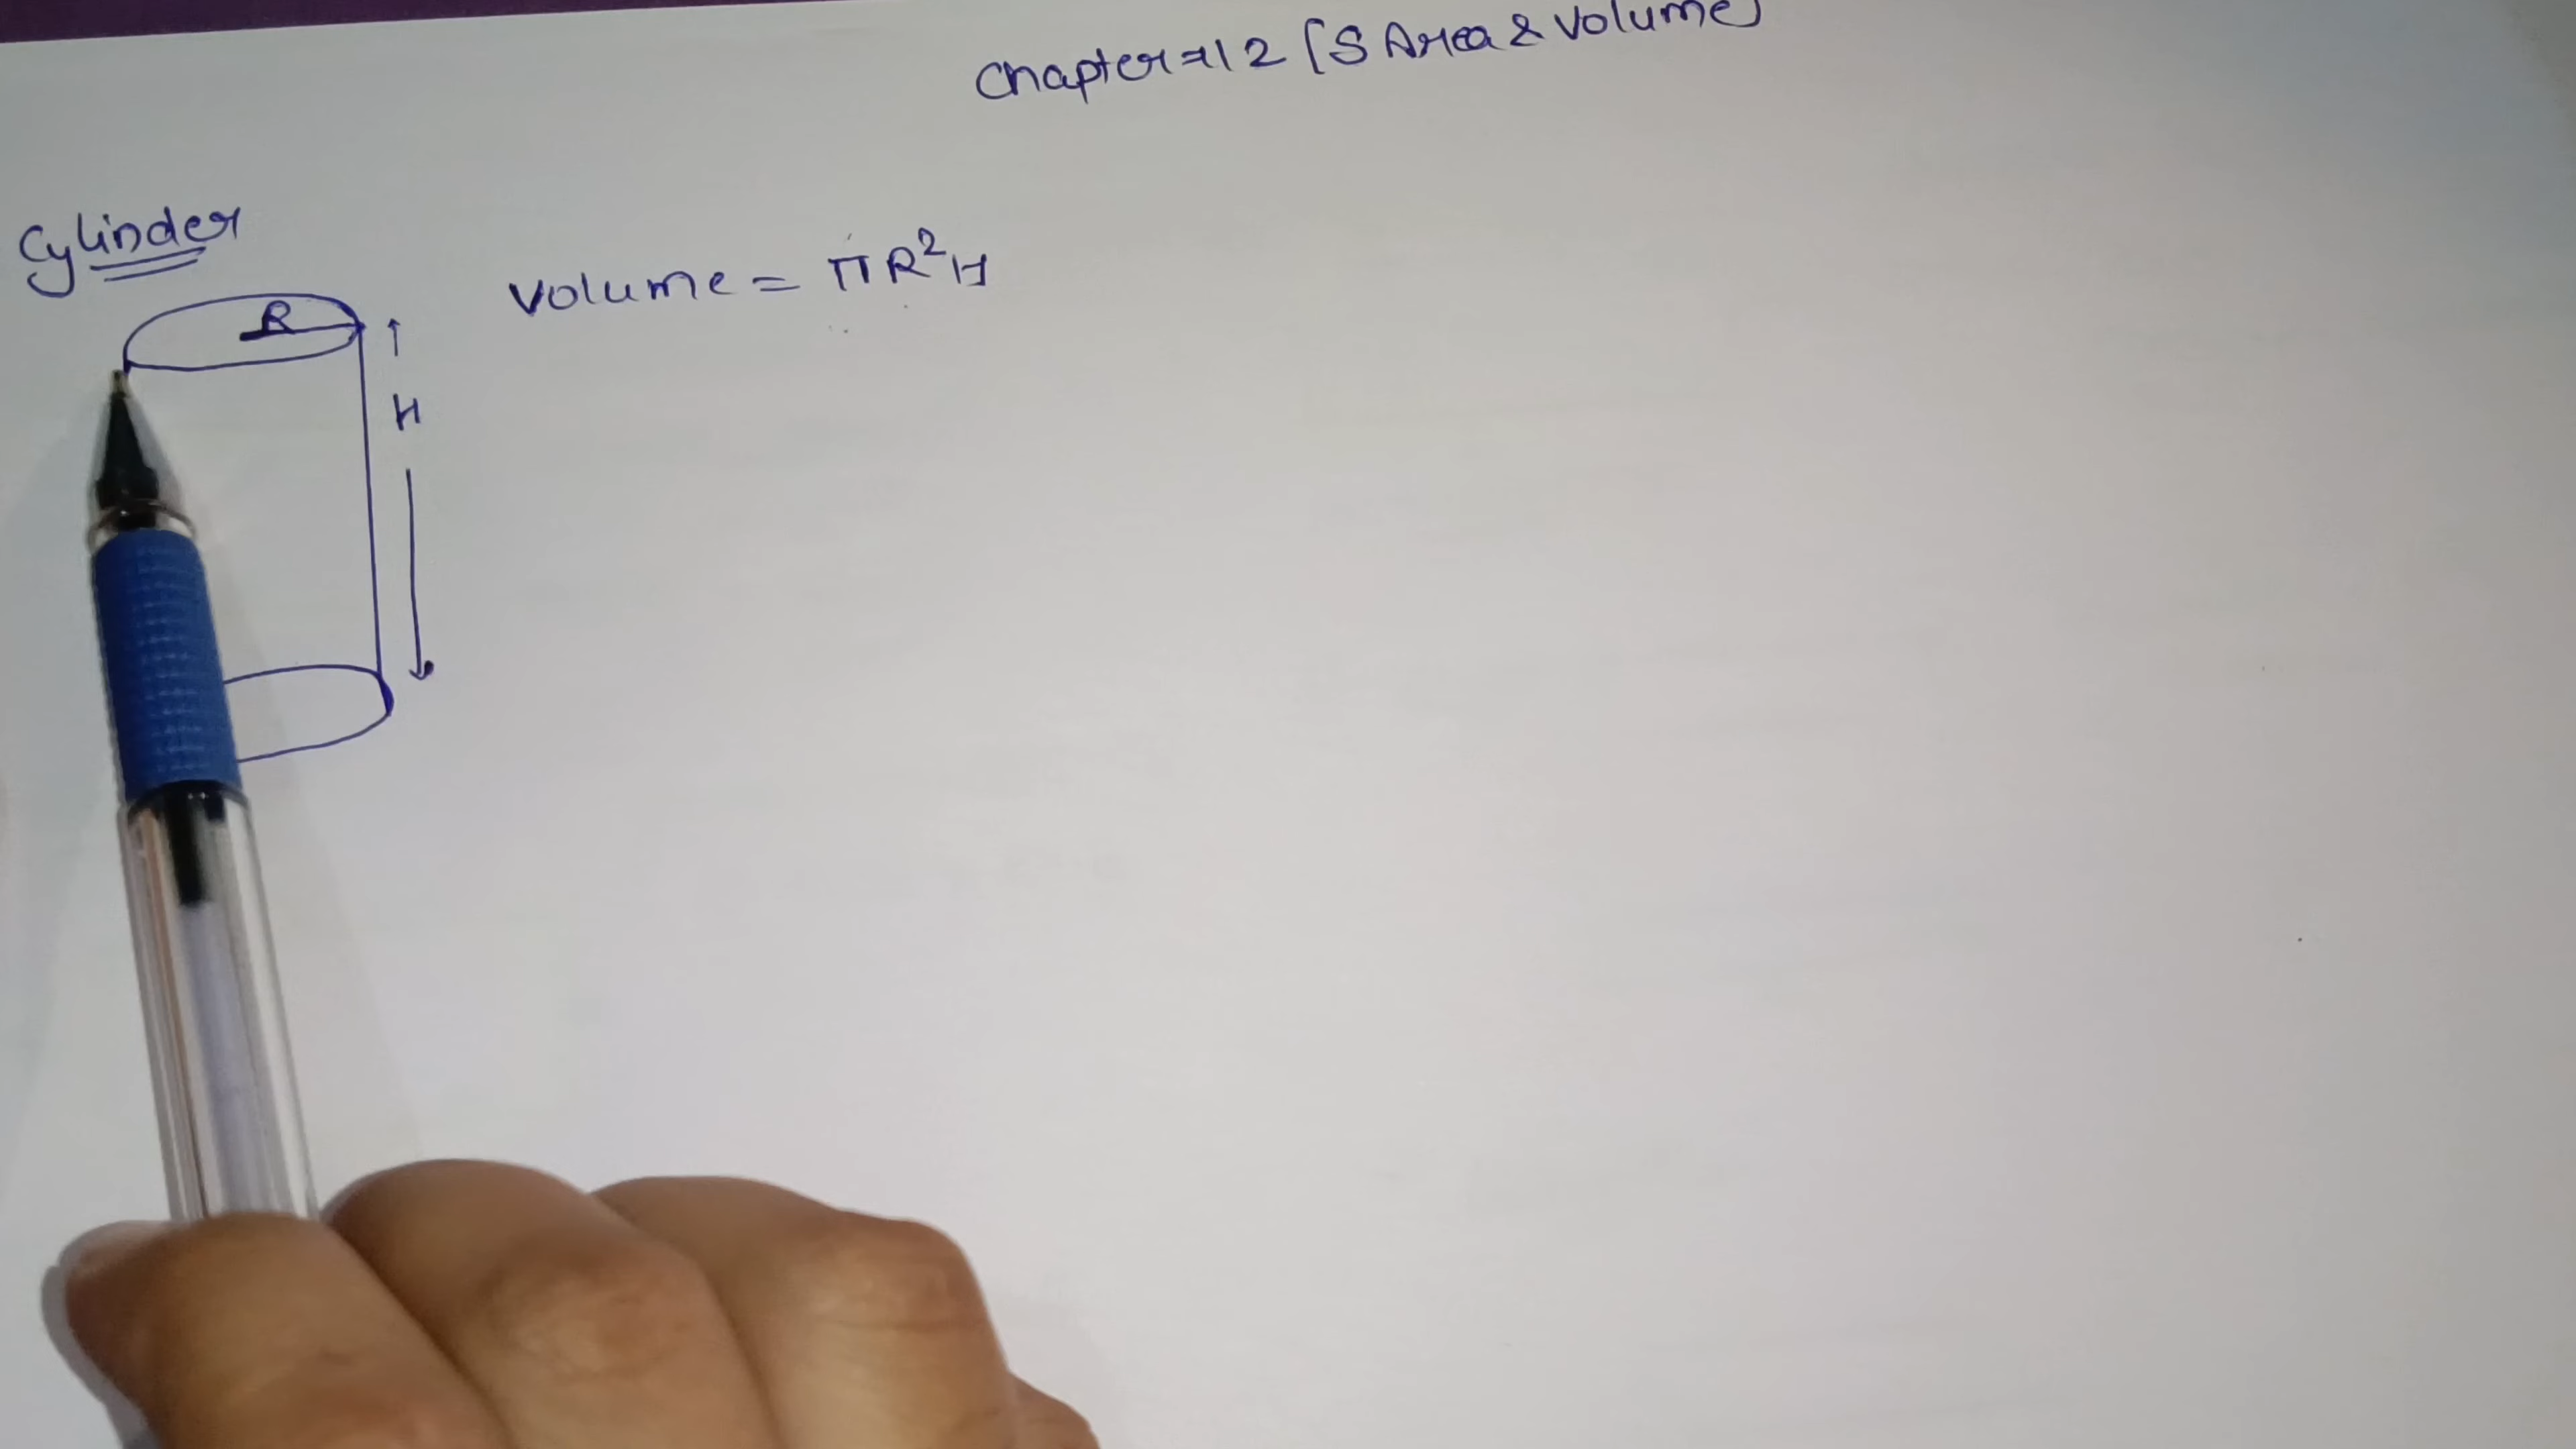 Chapter=12 [S Area & Volume]
Cylinder
Volume = πR²H
R
H